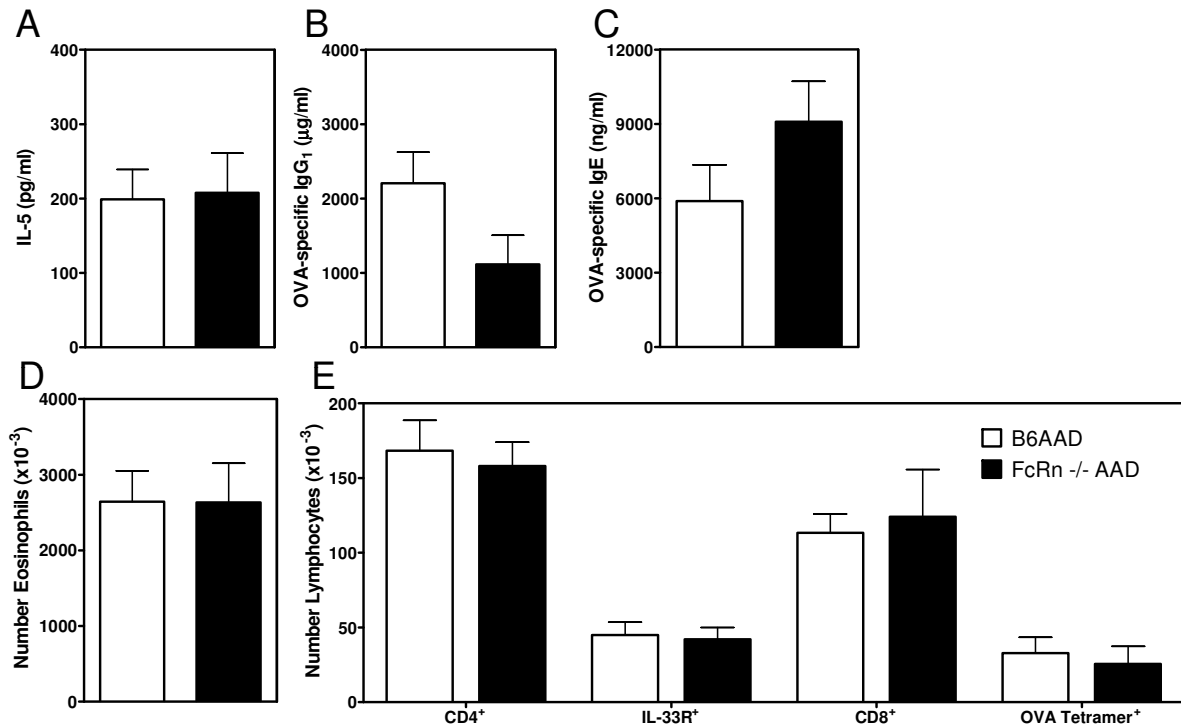 A
B
C
400
300
200
100
0
IL-5 (pg/ml)
4000
3000
2000
1000
0
OVA-specific IgG₁ (μg/ml)
12000
9000
6000
3000
0
OVA-specific IgE (ng/ml)
D
E
4000
3000
2000
1000
0
Number Eosinophils (x10⁻³)
200
150
100
50
0
Number Lymphocytes (x10⁻³)
B6AAD
FcRn -/- AAD
CD4⁺ IL-33R⁺ CD8⁺ OVA Tetramer⁺